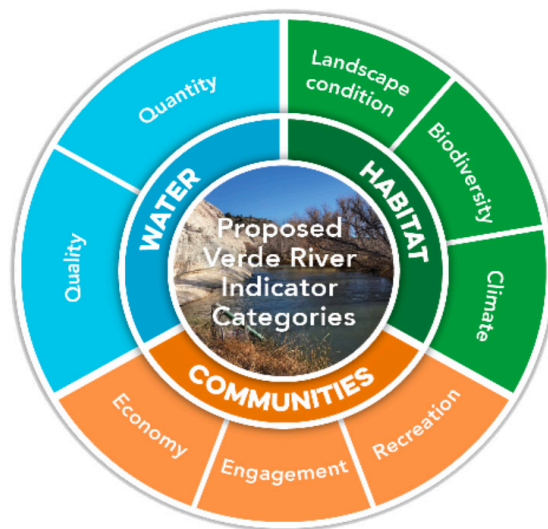 Proposed
Verde River
Indicator
Categories
WATER
Quantity
Quality
HABITAT
Landscape
condition
Biodiversity
Climate
COMMUNITIES
Economy
Engagement
Recreation